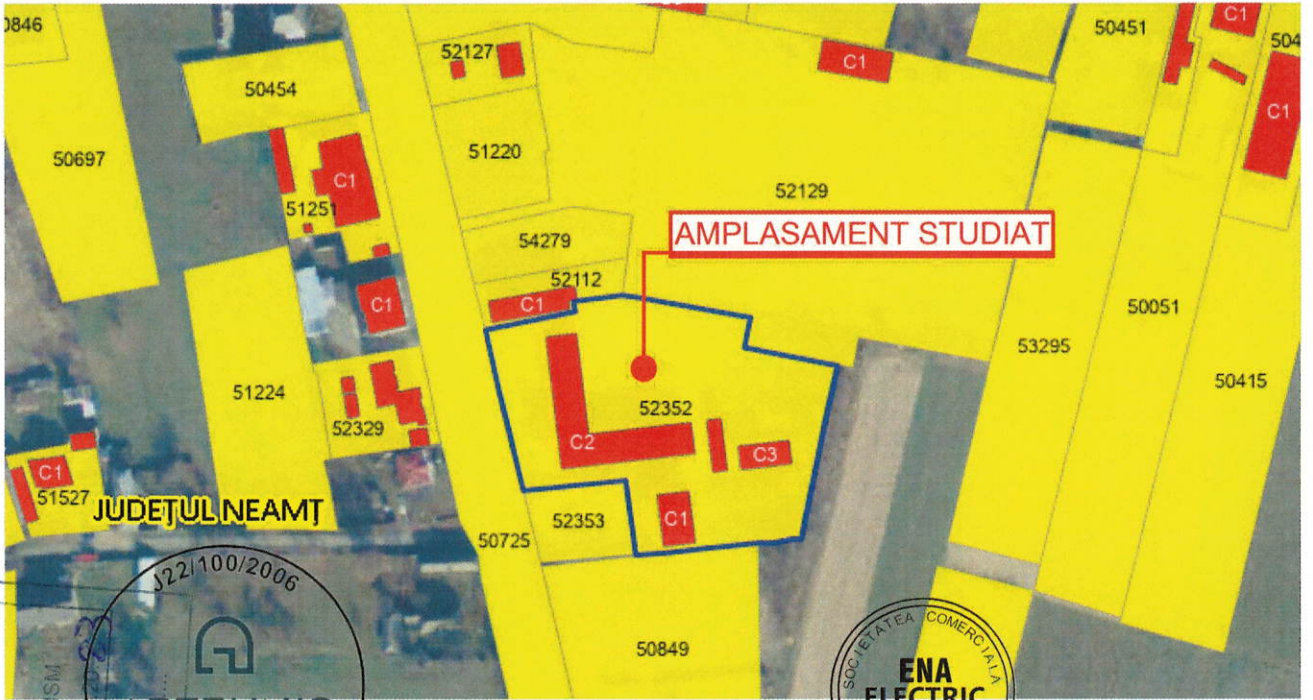 0846
50451
C1
504
52127
C1
50454
C1
50697
51220
C1
52129
51251
AMPLASAMENT STUDIAT
54279
52112
C1
C1
50051
53295
50415
51224
52352
52329
C2
C3
C1
51527
JUDEȚUL NEAMȚ
C1
52353
50725
J22/100/2006
50849
SOCIETATEA COMERCIALA
ENA
ELECTRIC